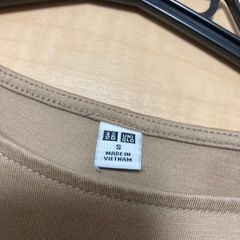 ユニ UNI
クロ QLO
S
MADE IN
VIETNAM